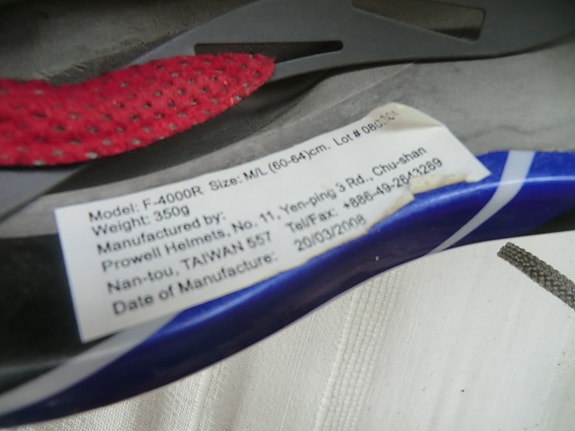 Model: F-4000R Size: M/L (60-64)cm. Lot #
Weight: 350g
Manufactured by:
Prowell Helmets, No. 11, Yen-ping 3 Rd., Chu-shan
Nan-tou, TAIWAN 557 Tel/Fax: +886-49-2643289
Date of Manufacture: 20/03/2008